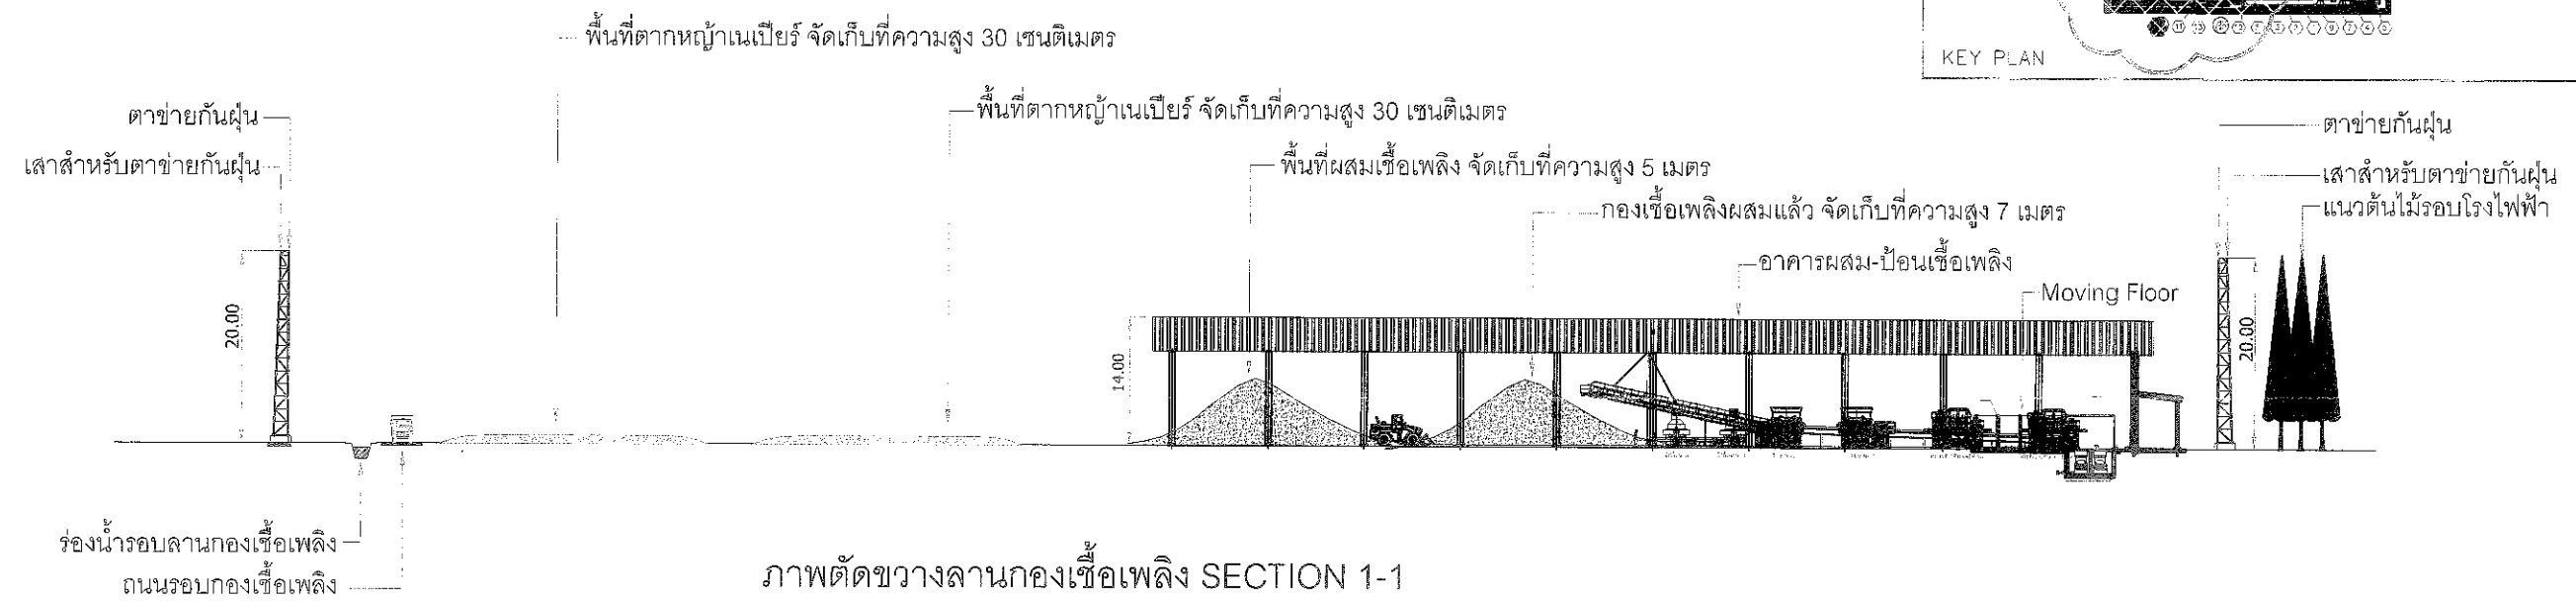 พื้นที่ตากหญ้าเนเปียร์ จัดเก็บที่ความสูง 30 เซนติเมตร
KEY PLAN
พื้นที่ตากหญ้าเนเปียร์ จัดเก็บที่ความสูง 30 เซนติเมตร
ตาข่ายกันฝุ่น
ตาข่ายกันฝุ่น
เสาสำหรับตาข่ายกันฝุ่น
พื้นที่ผสมเชื้อเพลิง จัดเก็บที่ความสูง 5 เมตร
เสาสำหรับตาข่ายกันฝุ่น
กองเชื้อเพลิงผสมแล้ว จัดเก็บที่ความสูง 7 เมตร
แนวต้นไม้รอบโรงไฟฟ้า
อาคารผสม-ป้อนเชื้อเพลิง
Moving Floor
20.00
14.00
20.00
ร่องน้ำรอบลานกองเชื้อเพลิง
ถนนรอบกองเชื้อเพลิง
ภาพตัดขวางลานกองเชื้อเพลิง SECTION 1-1